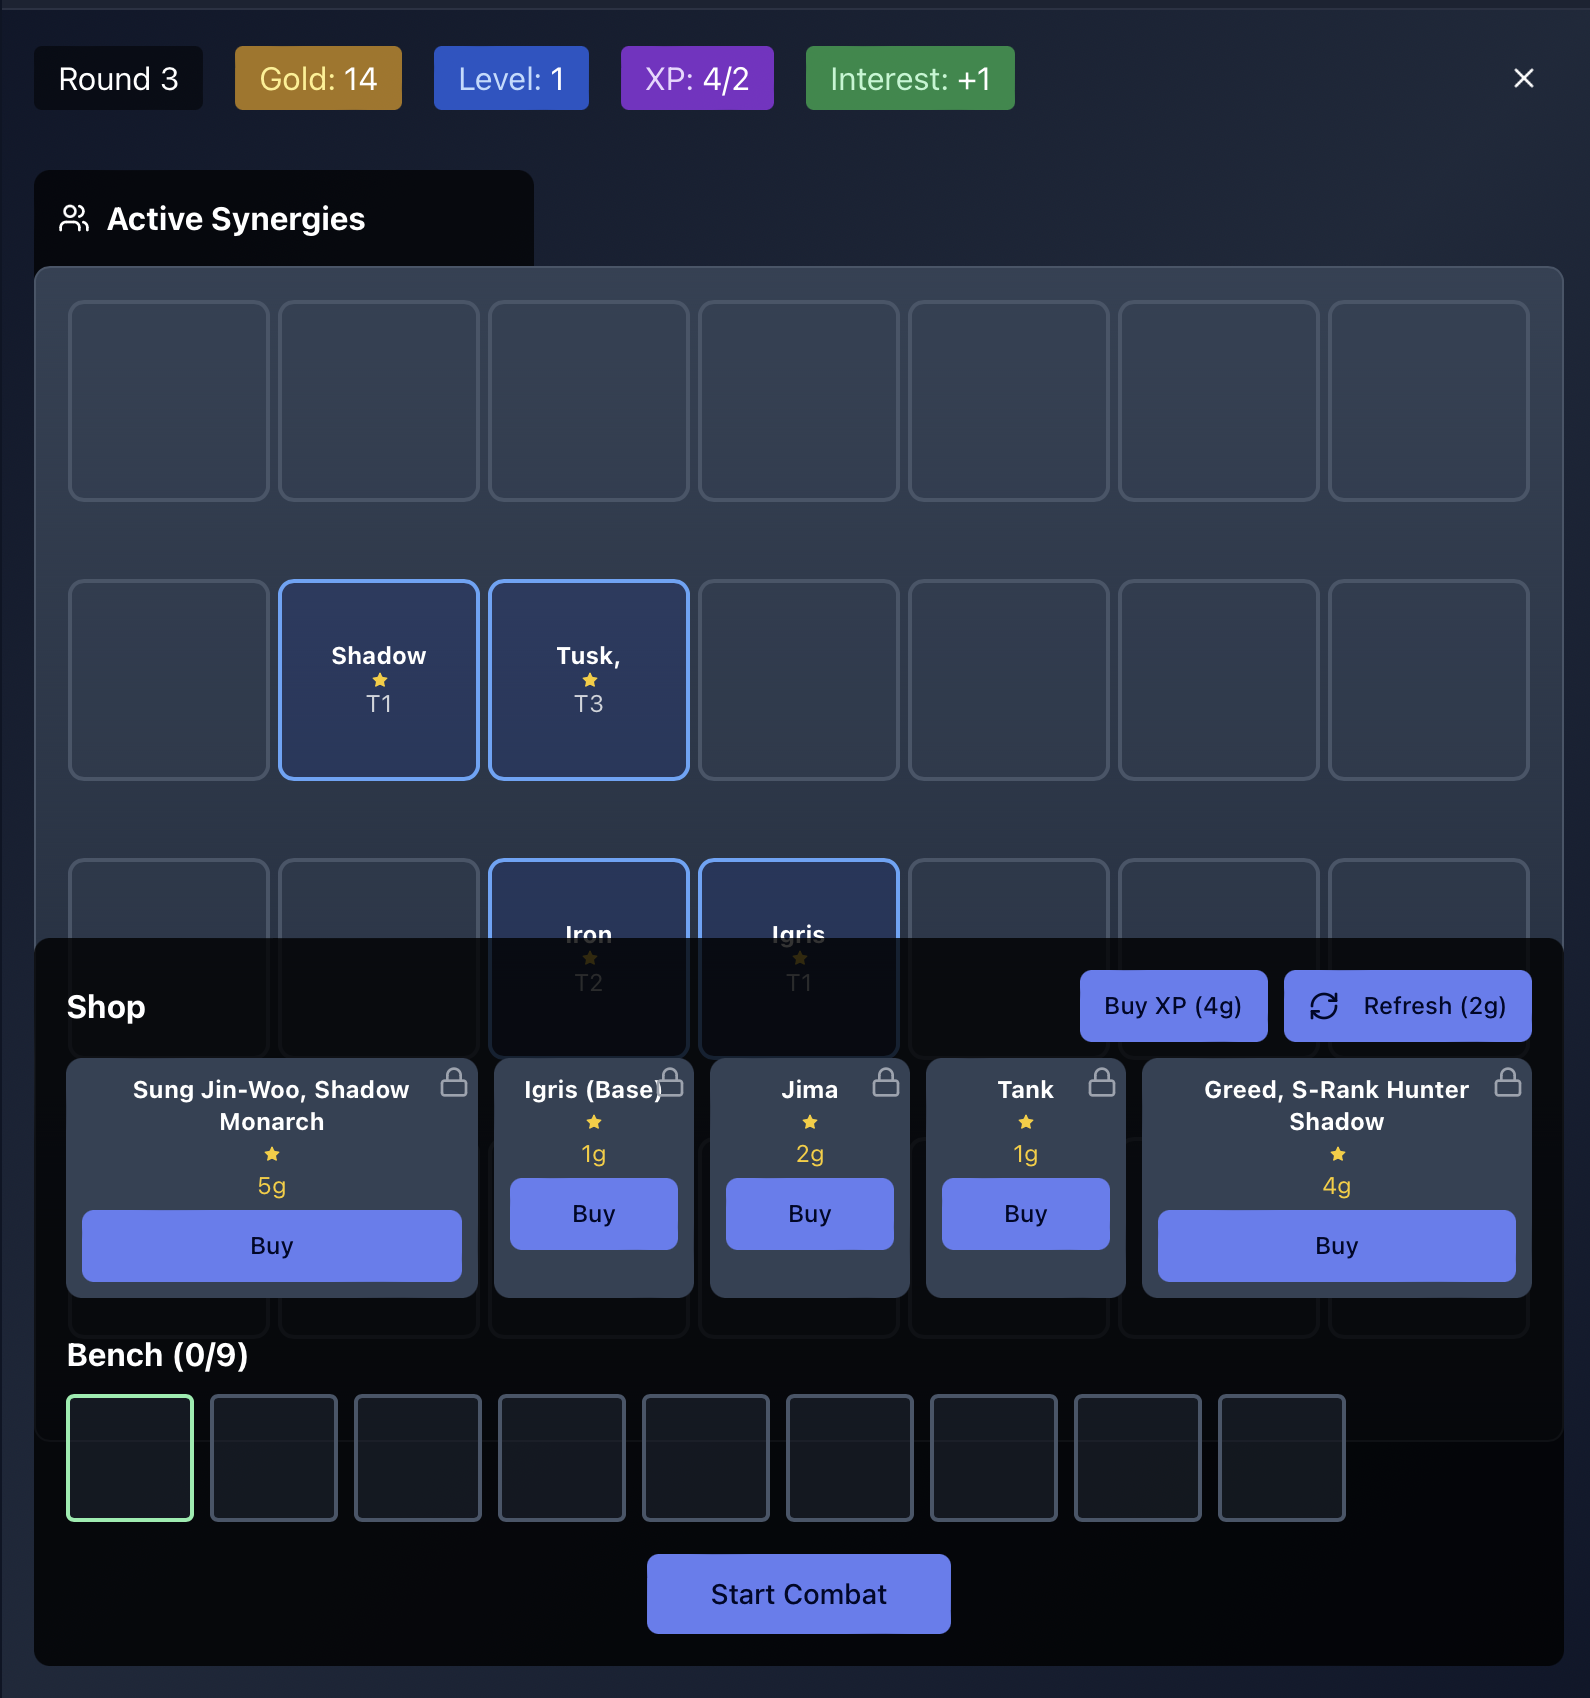 Round 3
Gold: 14
Level: 1
XP: 4/2
Interest: +1
Active Synergies
Shadow
T1
Tusk,
T3
Iron
T2
Igris
T1
Shop
Buy XP (4g)
Refresh (2g)
Sung Jin-Woo, Shadow
Monarch
5g
Buy
Igris (Base)
1g
Buy
Jima
2g
Buy
Tank
1g
Buy
Greed, S-Rank Hunter
Shadow
4g
Buy
Bench (0/9)
Start Combat